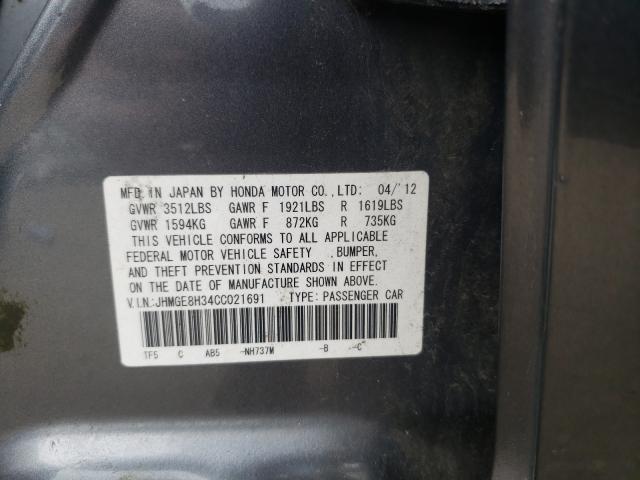 MFD. IN JAPAN BY HONDA MOTOR CO.,LTD: 04/12
GVWR 3512LBS GAWR F 1921LBS R 1619LBS
GVWR 1594KG GAWR F 872KG R 735KG
THIS VEHICLE CONFORMS TO ALL APPLICABLE
FEDERAL MOTOR VEHICLE SAFETY , BUMPER,
AND THEFT PREVENTION STANDARDS IN EFFECT
ON THE DATE OF MANUFACTURE SHOWN ABOVE.
V.IN.:JHMGE8H34CC021691 TYPE: PASSENGER CAR
TF5 C AB5 -NH737M -B -C